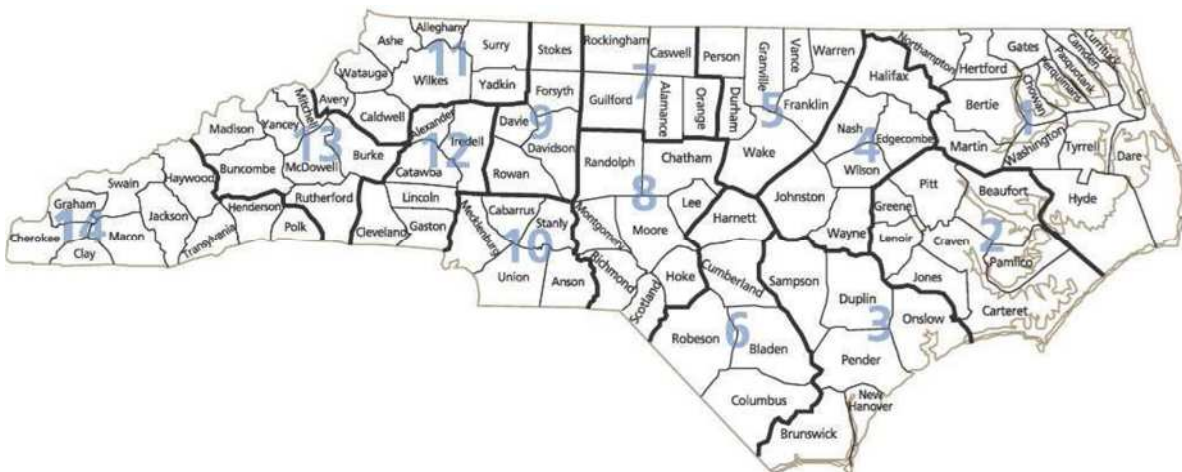 Alleghany
Ashe
11
Surry
Stokes
Rockingham
Caswell
Person
Granville
Vance
Warren
Northampton
Gates
Currituck
Camden
Pasquotank
Perquimans
Hertford
Halifax
Watauga
Wilkes
Yadkin
Forsyth
7
Guilford
Alamance
Orange
Durham
5
Franklin
Bertie
Chowan
1
Mitchell
Avery
Caldwell
Alexander
Iredell
Davie
9
Davidson
Nash
4
Edgecombe
Martin
Washington
Tyrrell
Dare
Madison
Yancey
13
McDowell
Burke
12
Catawba
Rowan
Randolph
Chatham
Wake
Wilson
Buncombe
Swain
Haywood
Rutherford
Lincoln
8
Johnston
Pitt
Beaufort
Hyde
Graham
14
Jackson
Henderson
Polk
Cleveland
Gaston
Mecklenburg
Cabarrus
Stanly
10
Montgomery
Moore
Lee
Harnett
Wayne
Greene
Lenoir
Craven
2
Pamlico
Cherokee
Macon
Transylvania
Clay
Union
Anson
Richmond
Scotland
Hoke
Cumberland
Sampson
Duplin
3
Jones
Onslow
Carteret
Robeson
6
Bladen
Pender
Columbus
New
Hanover
Brunswick